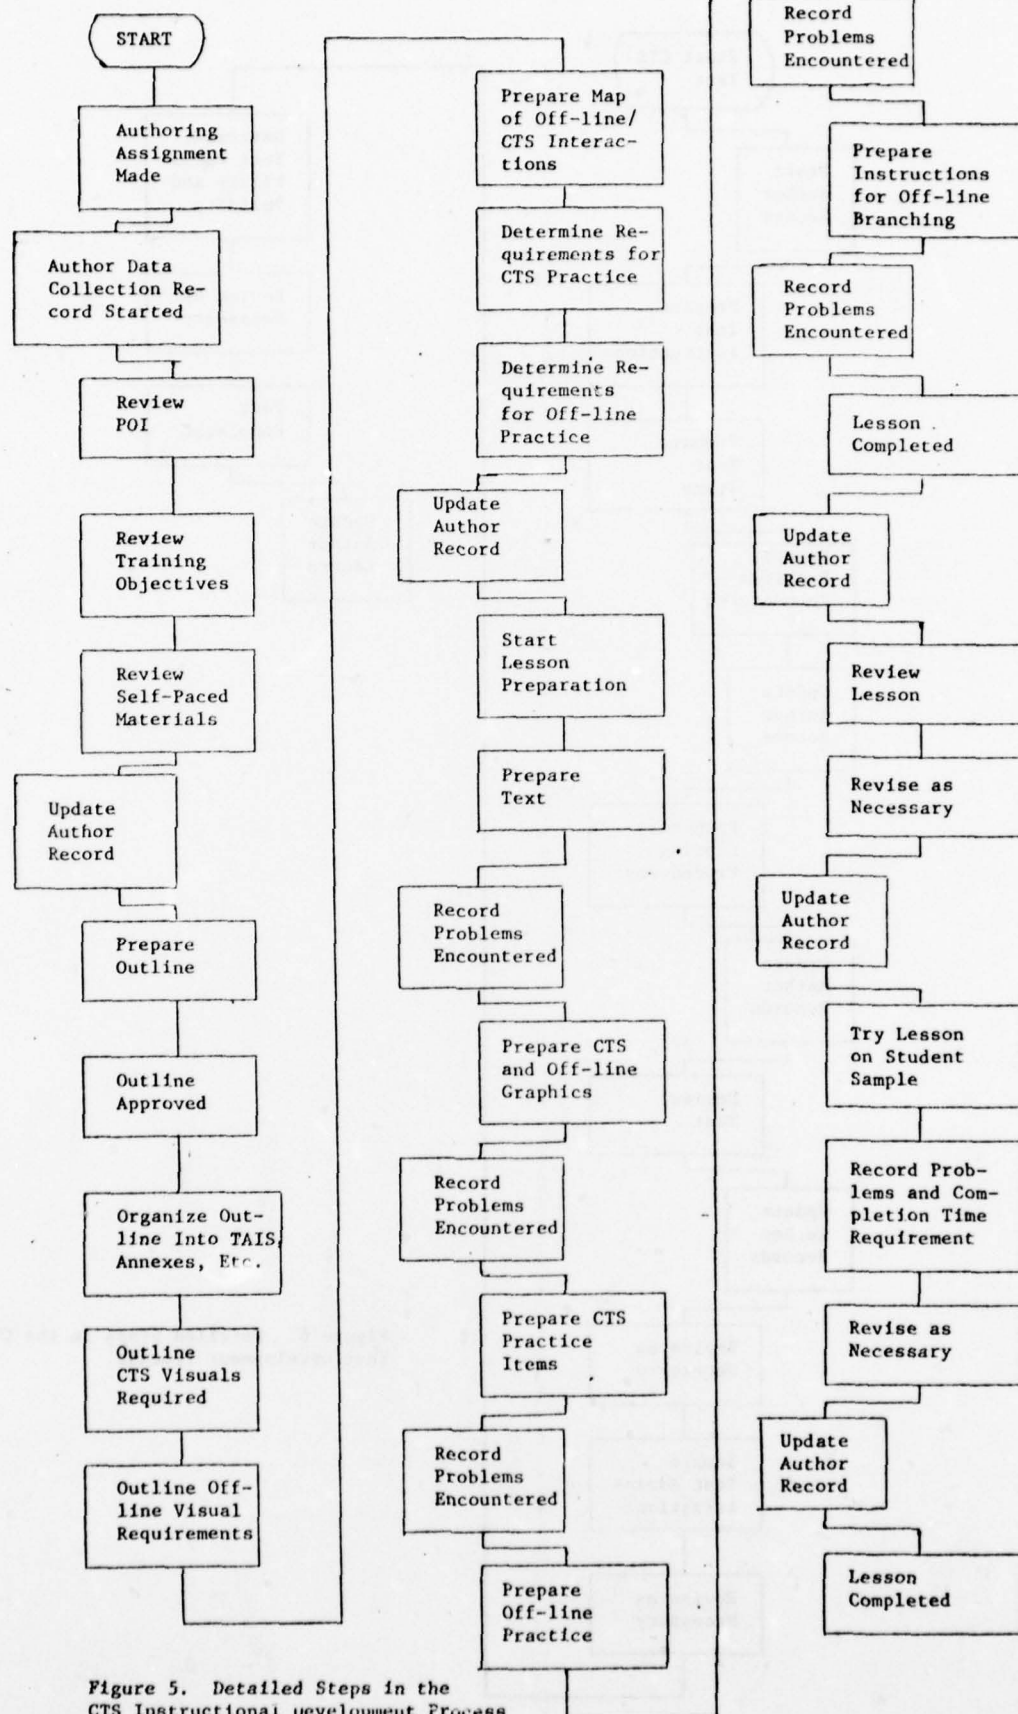 START
Authoring
Assignment
Made
Author Data
Collection Re-
cord Started
Review
POI
Review
Training
Objectives
Review
Self-Paced
Materials
Update
Author
Record
Prepare
Outline
Outline
Approved
Organize Out-
line Into TAIS,
Annexes, Etc.
Outline
CTS Visuals
Required
Outline Off-
line Visual
Requirements
Prepare Map
of Off-line/
CTS Interac-
tions
Determine Re-
quirements for
CTS Practice
Determine Re-
quirements
for Off-line
Practice
Update
Author
Record
Start
Lesson
Preparation
Prepare
Text
Record
Problems
Encountered
Prepare CTS
and Off-line
Graphics
Record
Problems
Encountered
Prepare CTS
Practice
Items
Record
Problems
Encountered
Prepare
Off-line
Practice
Record
Problems
Encountered
Prepare
Instructions
for Off-line
Branching
Record
Problems
Encountered
Lesson
Completed
Update
Author
Record
Review
Lesson
Revise as
Necessary
Update
Author
Record
Try Lesson
on Student
Sample
Record Prob-
lems and Com-
pletion Time
Requirement
Revise as
Necessary
Update
Author
Record
Lesson
Completed
Figure 5. Detailed Steps in the
CTS Instructional Development Process